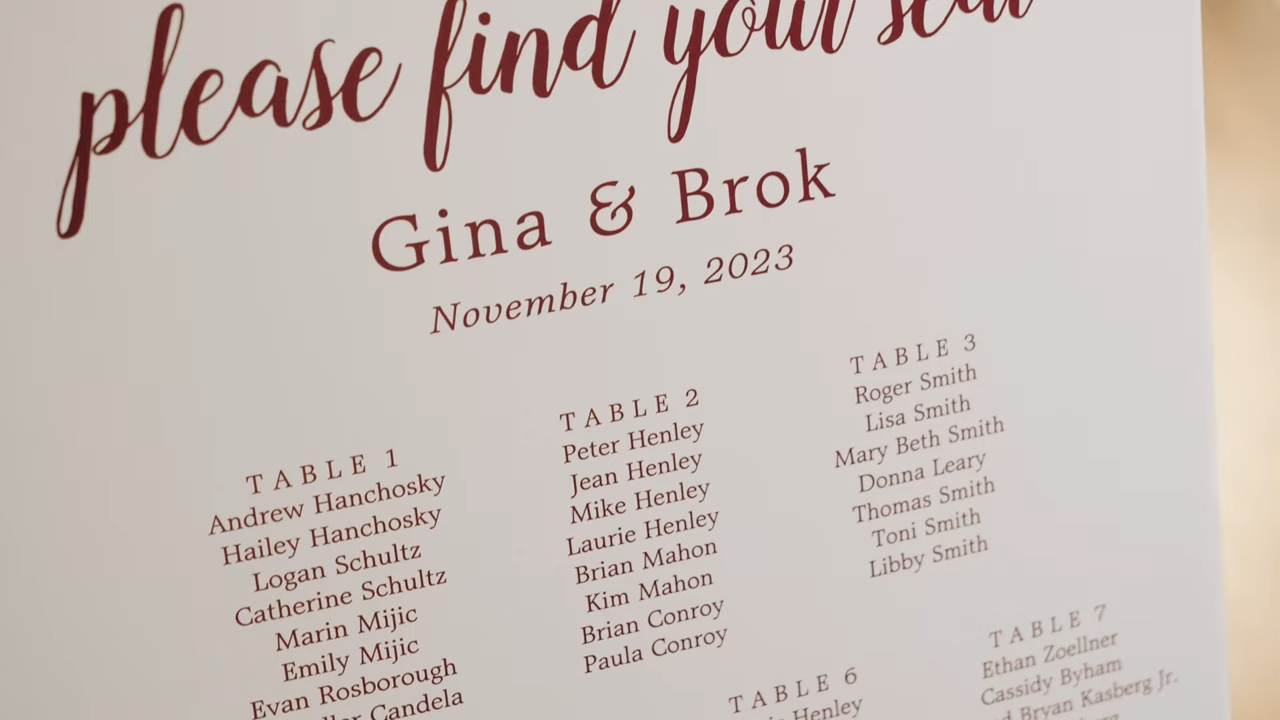 please find your seat
Gina & Brok
November 19, 2023
TABLE 1
Andrew Hanchosky
Hailey Hanchosky
Logan Schultz
Catherine Schultz
Marin Mijic
Emily Mijic
Evan Rosborough
Candela
TABLE 2
Peter Henley
Jean Henley
Mike Henley
Laurie Henley
Brian Mahon
Kim Mahon
Brian Conroy
Paula Conroy
TABLE 3
Roger Smith
Lisa Smith
Mary Beth Smith
Donna Leary
Thomas Smith
Toni Smith
Libby Smith
TABLE 6
Henley
TABLE 7
Ethan Zoellner
Cassidy Byham
Bryan Kasberg Jr.